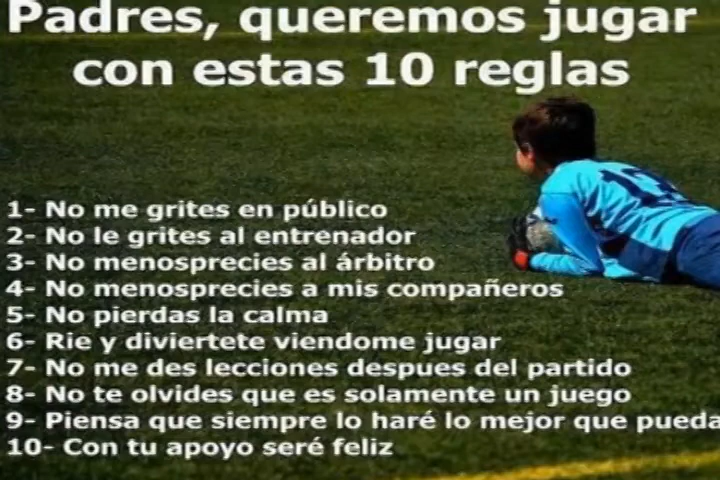 Padres, queremos jugar
con estas 10 reglas
1- No me grites en público
2- No le grites al entrenador
3- No menosprecies al árbitro
4- No menosprecies a mis compañeros
5- No pierdas la calma
6- Rie y diviertete viendome jugar
7- No me des lecciones despues del partido
8- No te olvides que es solamente un juego
9- Piensa que siempre lo haré lo mejor que pueda
10- Con tu apoyo seré feliz